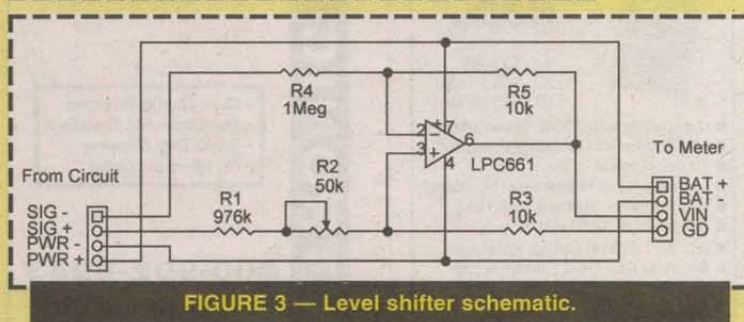 R4
1Meg
R5
10k
2
3
+
7
6
4
LPC661
To Meter
From Circuit
R1
976k
R2
50k
R3
10k
SIG -
SIG +
PWR -
PWR +
BAT +
BAT -
VIN
GD
FIGURE 3 — Level shifter schematic.